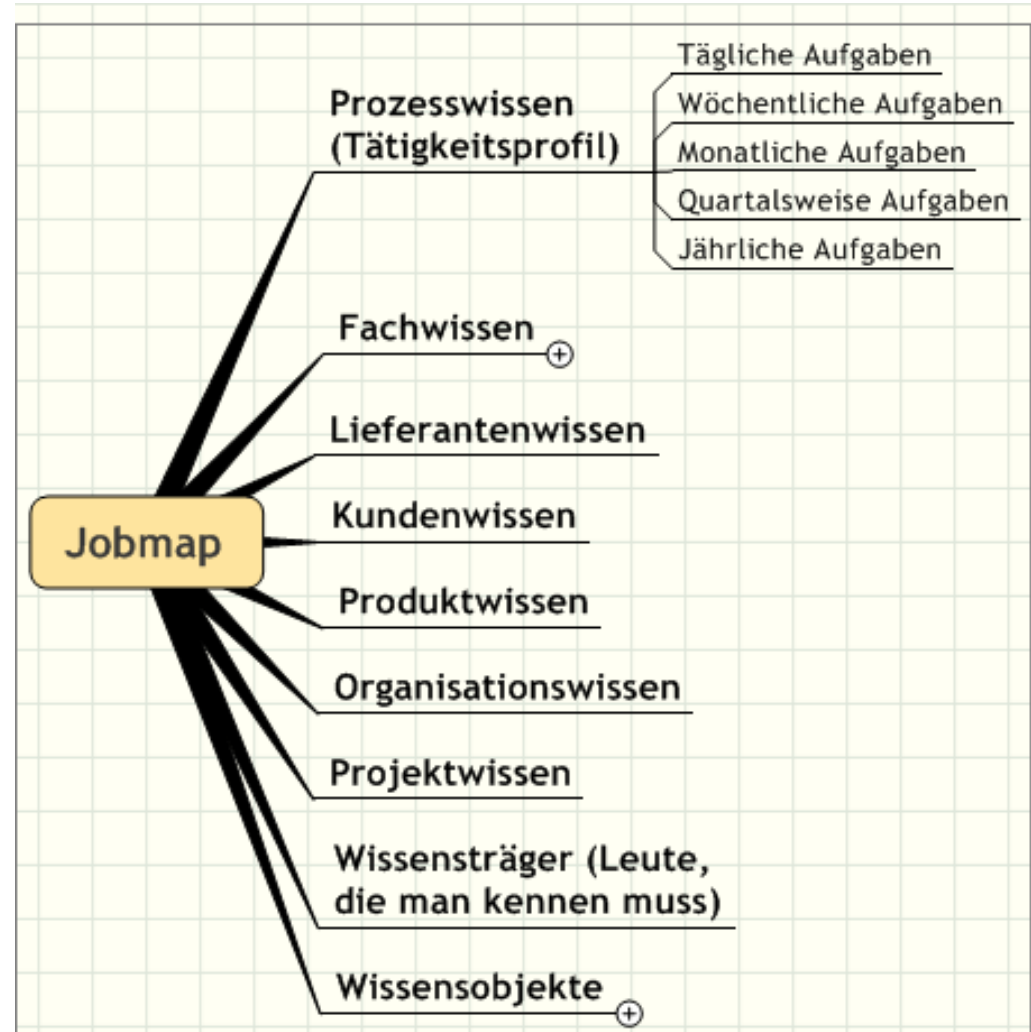 Tägliche Aufgaben
Prozesswissen
(Tätigkeitsprofil)
Wöchentliche Aufgaben
Monatliche Aufgaben
Quartalsweise Aufgaben
Jährliche Aufgaben
Fachwissen
Lieferantenwissen
Kundenwissen
Jobmap
Produktwissen
Organisationswissen
Projektwissen
Wissensträger (Leute,
die man kennen muss)
Wissensobjekte